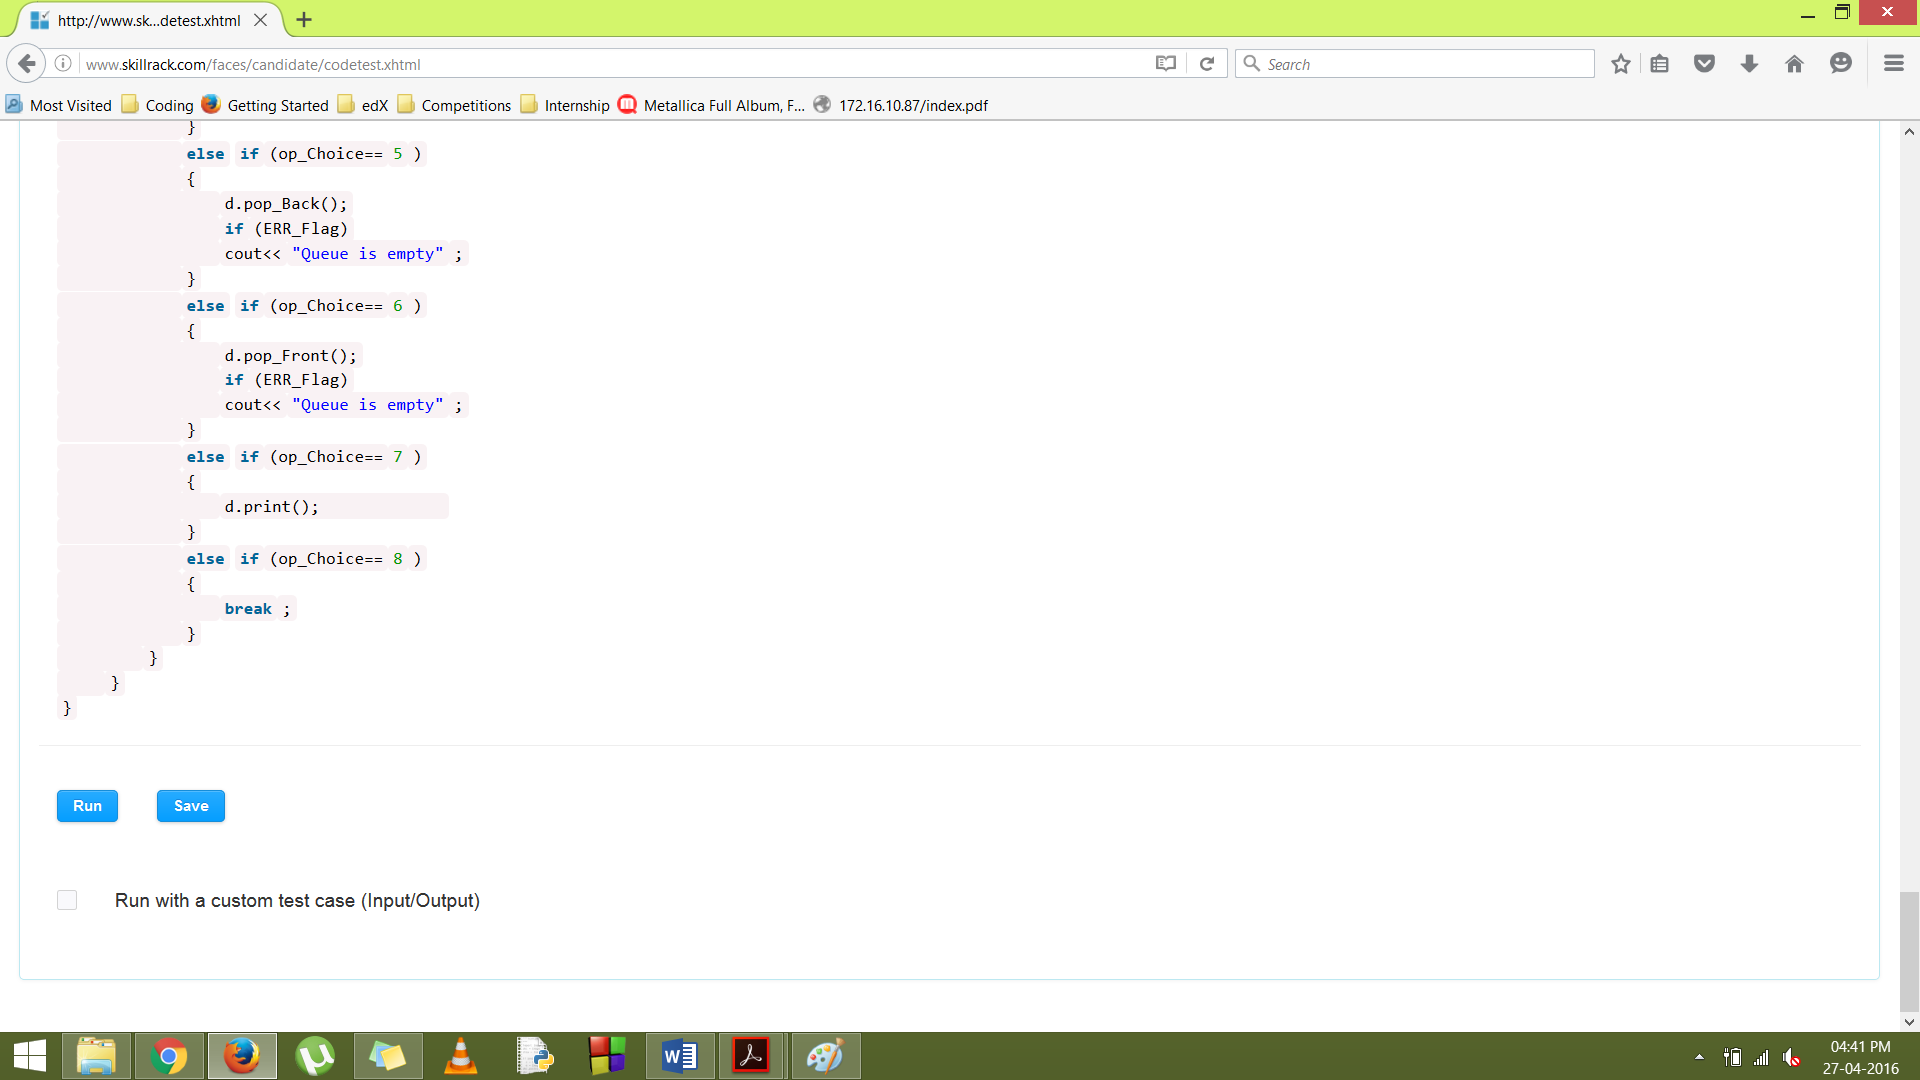 http://www.sk...detest.xhtml
www.skillrack.com/faces/candidate/codetest.xhtml
Search
Most Visited Coding Getting Started edX Competitions Internship Metallica Full Album, F... 172.16.10.87/index.pdf
}
else if (op_Choice== 5 )
{
d.pop_Back();
if (ERR_Flag)
cout<< "Queue is empty" ;
}
else if (op_Choice== 6 )
{
d.pop_Front();
if (ERR_Flag)
cout<< "Queue is empty" ;
}
else if (op_Choice== 7 )
{
d.print();
}
else if (op_Choice== 8 )
{
break ;
}
}
}
}
Run Save
Run with a custom test case (Input/Output)
04:41 PM
27-04-2016